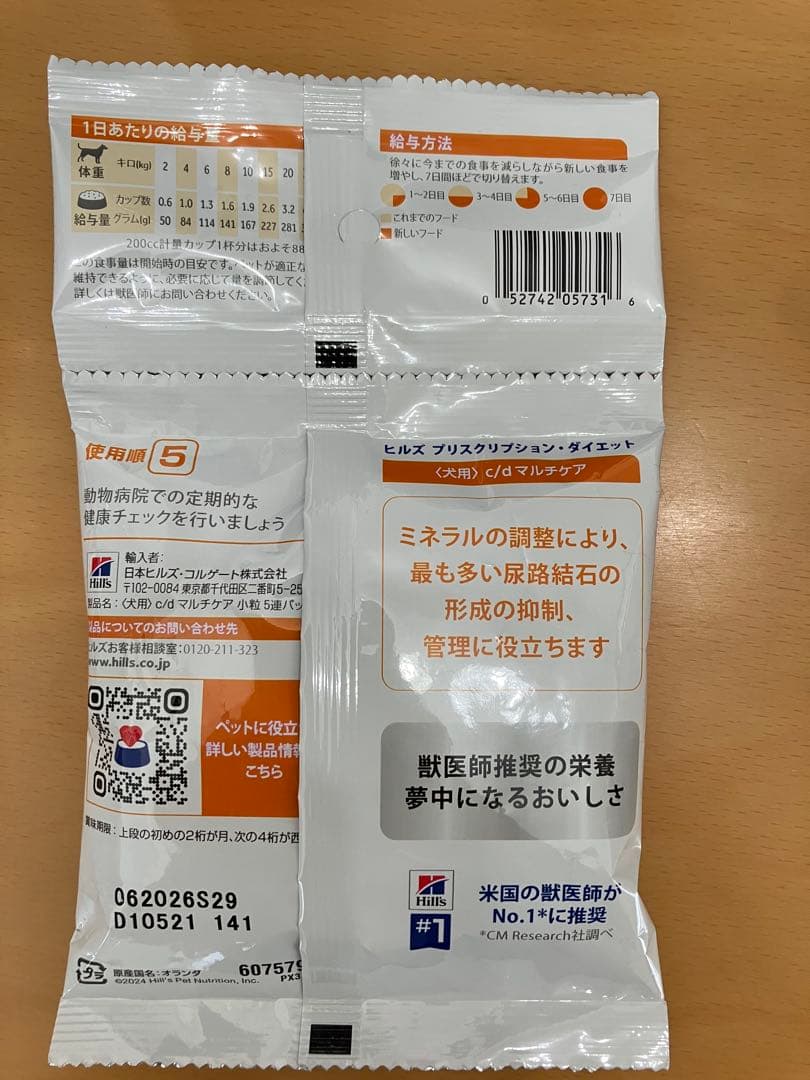 1日あたりの給与量
体重 キロ(kg) 2 4 6 8 10 15 20
カップ数 0.6 1.0 1.3 1.6 1.9 2.6 3.2
給与量 グラム(g) 50 84 114 141 167 227 281
200cc計量カップ1杯分はおよそ88
の食事量は開始時の目安です。ペットが適正な
維持できるように、必要に応じて量を調節してく
詳しくは獣医師にお問い合わせください。
給与方法
徐々に今までの食事を減らしながら新しい食事を
増やし、7日間ほどで切り替えます。
1〜2日目 3〜4日目 5〜6日目 7日目
これまでのフード
新しいフード
0 52742 05731 6
使用順 5
動物病院での定期的な
健康チェックを行いましょう
Hill's
輸入者:
日本ヒルズ・コルゲート株式会社
〒102-0084 東京都千代田区二番町5-25
製品名:〈犬用〉c/d マルチケア 小粒 5連パッ
製品についてのお問い合わせ先
ヒルズお客様相談室:0120-211-323
www.hills.co.jp
ペットに役立
詳しい製品情報
こちら
賞味期限:上段の初めの2桁が月、次の4桁が西
062026S29
D10521 141
プラ
原産国名:オランダ
©2024 Hill's Pet Nutrition, Inc.
607579
PX3
ヒルズ プリスクリプション・ダイエット
〈犬用〉c/d マルチケア
ミネラルの調整により、
最も多い尿路結石の
形成の抑制、
管理に役立ちます
獣医師推奨の栄養
夢中になるおいしさ
Hill's
#1
米国の獣医師が
No.1*に推奨
*CM Research社調べ